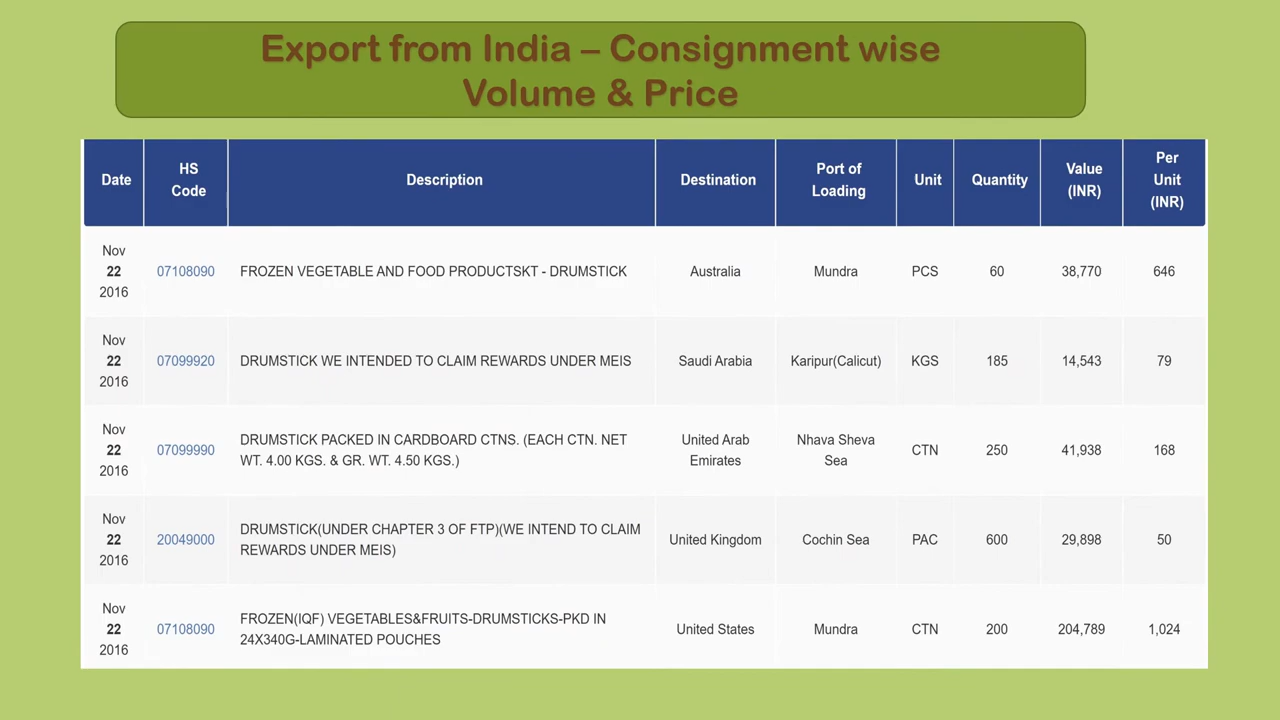 Export from India – Consignment wise
Volume & Price
Date HS Code Description Destination Port of Loading Unit Quantity Value (INR) Per Unit (INR)
Nov 22 2016 07108090 FROZEN VEGETABLE AND FOOD PRODUCTSKT - DRUMSTICK Australia Mundra PCS 60 38,770 646
Nov 22 2016 07099920 DRUMSTICK WE INTENDED TO CLAIM REWARDS UNDER MEIS Saudi Arabia Karipur(Calicut) KGS 185 14,543 79
Nov 22 2016 07099990 DRUMSTICK PACKED IN CARDBOARD CTNS. (EACH CTN. NET WT. 4.00 KGS. & GR. WT. 4.50 KGS.) United Arab Emirates Nhava Sheva Sea CTN 250 41,938 168
Nov 22 2016 20049000 DRUMSTICK(UNDER CHAPTER 3 OF FTP)(WE INTEND TO CLAIM REWARDS UNDER MEIS) United Kingdom Cochin Sea PAC 600 29,898 50
Nov 22 2016 07108090 FROZEN(IQF) VEGETABLES&FRUITS-DRUMSTICKS-PKD IN 24X340G-LAMINATED POUCHES United States Mundra CTN 200 204,789 1,024